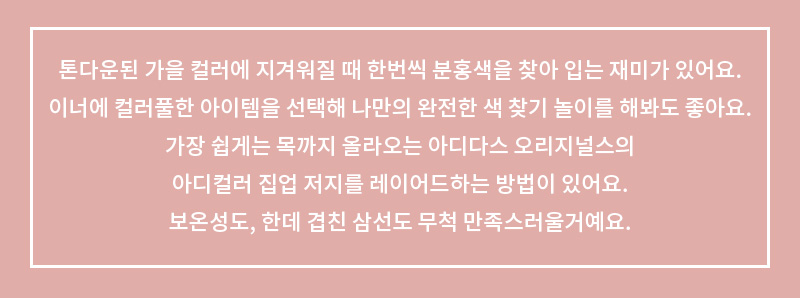 톤다운된 가을 컬러에 지겨워질 때 한번씩 분홍색을 찾아 입는 재미가 있어요.
이너에 컬러풀한 아이템을 선택해 나만의 완전한 색 찾기 놀이를 해봐도 좋아요.
가장 쉽게는 목까지 올라오는 아디다스 오리지널스의
아디컬러 집업 저지를 레이어드하는 방법이 있어요.
보온성도, 한데 겹친 삼선도 무척 만족스러울거예요.